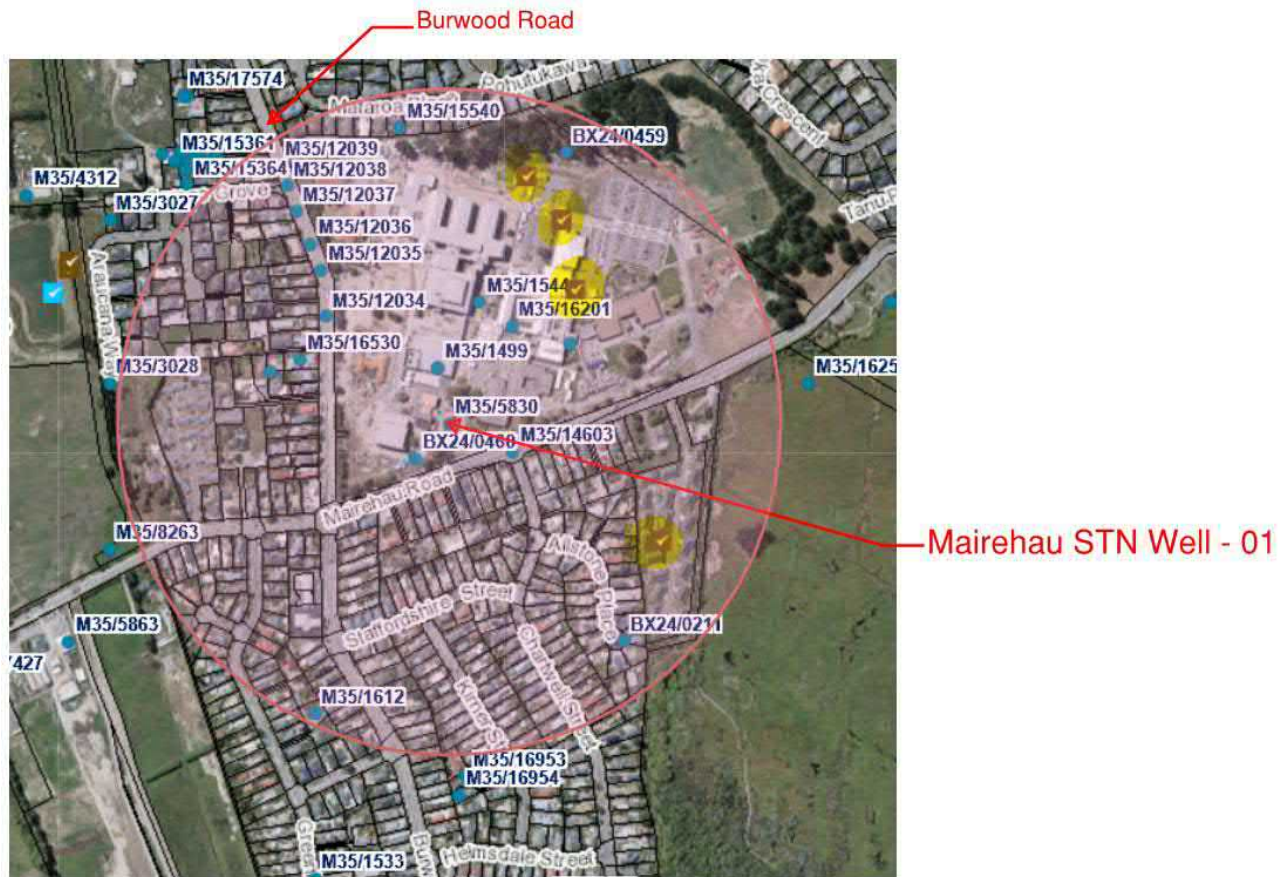 Burwood Road
M35/17574
Pohutukawa
Mataroa
M35/15540
Crescent
M35/15361
M35/12039
BX24/0459
M35/15364
M35/12038
M35/4312
Grove
M35/12037
M35/3027
M35/12036
M35/12035
Araucana Way
M35/1544
M35/12034
M35/16201
M35/16530
M35/1499
M35/3028
M35/1625
M35/5830
M35/14603
BX24/0468
Mairehau Road
M35/8263
Mairehau STN Well - 01
Allstone Place
Staffordshire Street
M35/5863
BX24/0211
/427
Chartwell Street
M35/1612
M35/16953
M35/16954
Helmsdale Street
M35/1533